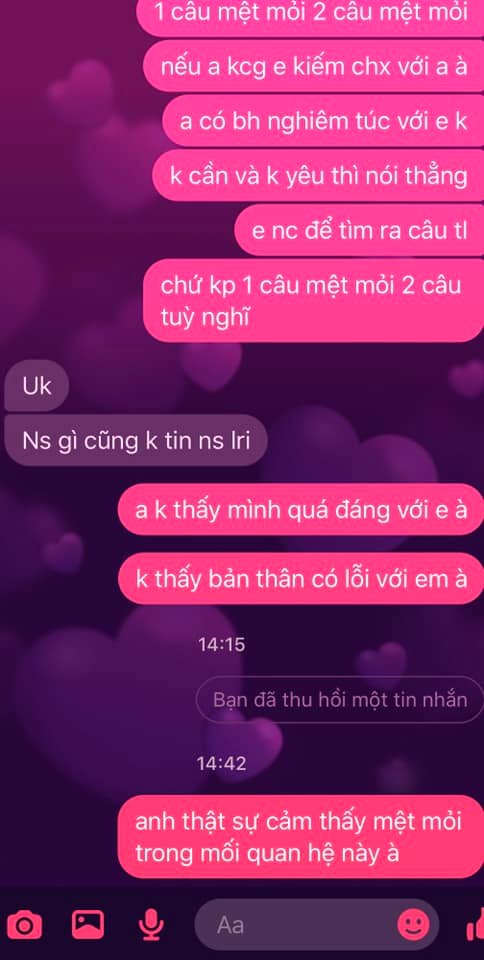 1 câu mệt mỏi 2 câu mệt mỏi
nếu a kcg e kiếm chx với a à
a có bh nghiêm túc với e k
k cần và k yêu thì nói thẳng
e nc để tìm ra câu tl
chứ kp 1 câu mệt mỏi 2 câu
tuỳ nghĩ
Uk
Ns gì cũng k tin ns lri
a k thấy mình quá đáng với e à
k thấy bản thân có lỗi với em à
14:15
Bạn đã thu hồi một tin nhắn
14:42
anh thật sự cảm thấy mệt mỏi
trong mối quan hệ này à
Aa